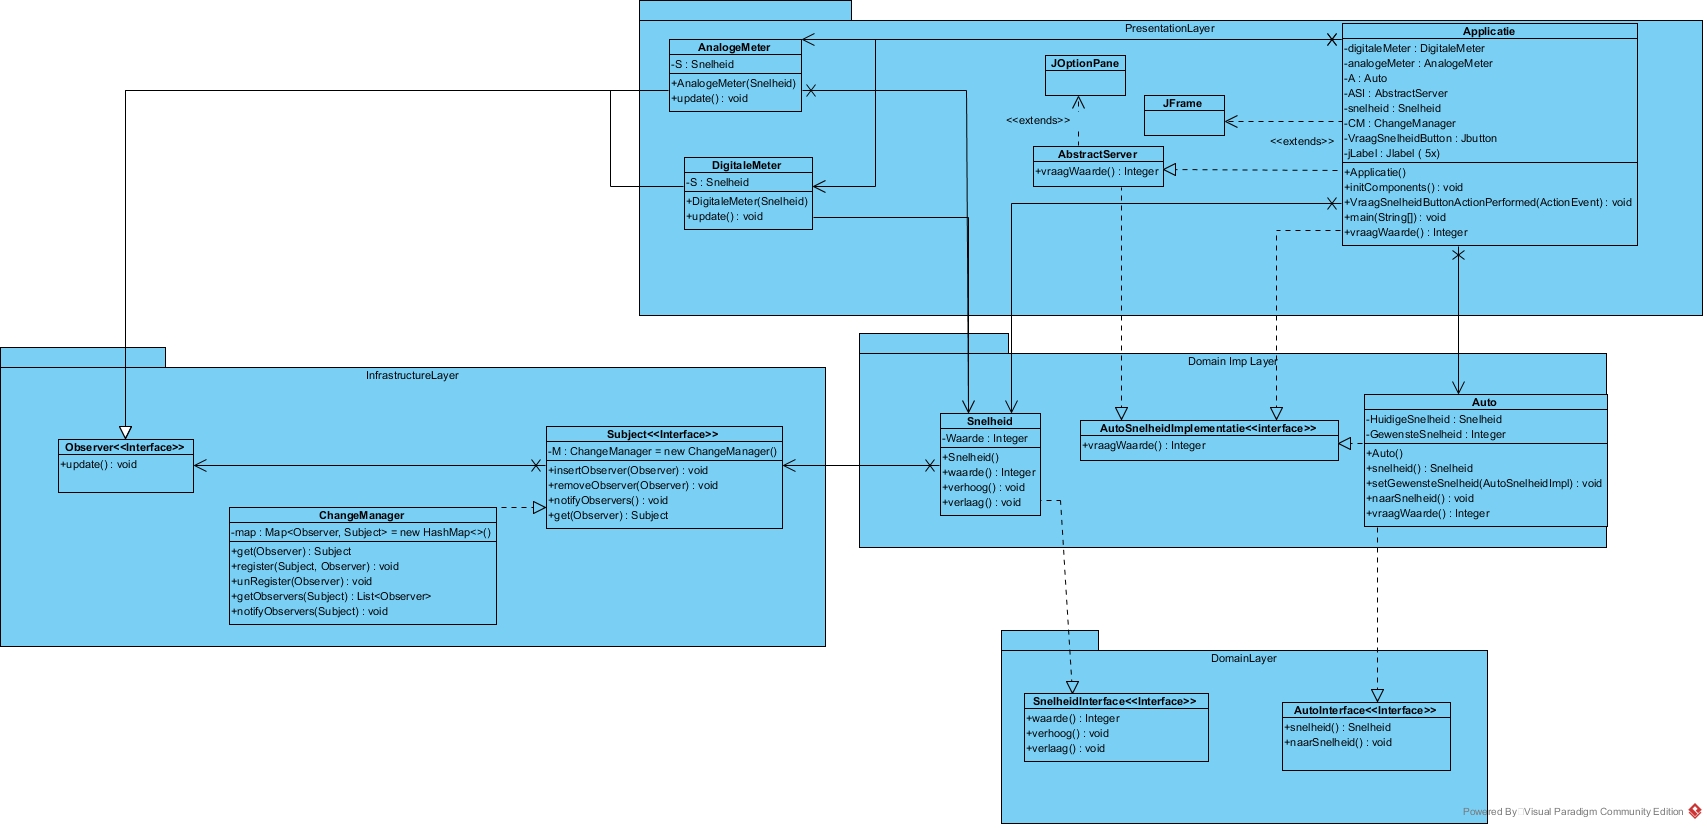 PresentationLayer
AnalogeMeter
-S : Snelheid
+AnalogeMeter(Snelheid)
+update() : void
DigitaleMeter
-S : Snelheid
+DigitaleMeter(Snelheid)
+update() : void
JOptionPane
<<extends>>
JFrame
<<extends>>
AbstractServer
+vraagWaarde() : Integer
Applicatie
-digitaleMeter : DigitaleMeter
-analogeMeter : AnalogeMeter
-A : Auto
-ASI : AbstractServer
-snelheid : Snelheid
-CM : ChangeManager
-VraagSnelheidButton : Jbutton
-jLabel : Jlabel ( 5x)
+Applicatie()
+initComponents() : void
+VraagSnelheidButtonActionPerformed(ActionEvent) : void
+main(String[]) : void
+vraagWaarde() : Integer
InfrastructureLayer
Observer<<Interface>>
+update() : void
Subject<<Interface>>
-M : ChangeManager = new ChangeManager()
+insertObserver(Observer) : void
+removeObserver(Observer) : void
+notifyObservers() : void
+get(Observer) : Subject
ChangeManager
-map : Map<Observer, Subject> = new HashMap<>()
+get(Observer) : Subject
+register(Subject, Observer) : void
+unRegister(Observer) : void
+getObservers(Subject) : List<Observer>
+notifyObservers(Subject) : void
Domain Imp Layer
Snelheid
-Waarde : Integer
+Snelheid()
+waarde() : Integer
+verhoog() : void
+verlaag() : void
AutoSnelheidImplementatie<<interface>>
+vraagWaarde() : Integer
Auto
-HuidigeSnelheid : Snelheid
-GewensteSnelheid : Integer
+Auto()
+snelheid() : Snelheid
+setGewensteSnelheid(AutoSnelheidImpl) : void
+naarSnelheid() : void
+vraagWaarde() : Integer
DomainLayer
SnelheidInterface<<Interface>>
+waarde() : Integer
+verhoog() : void
+verlaag() : void
AutoInterface<<Interface>>
+snelheid() : Snelheid
+naarSnelheid() : void
Powered By Visual Paradigm Community Edition